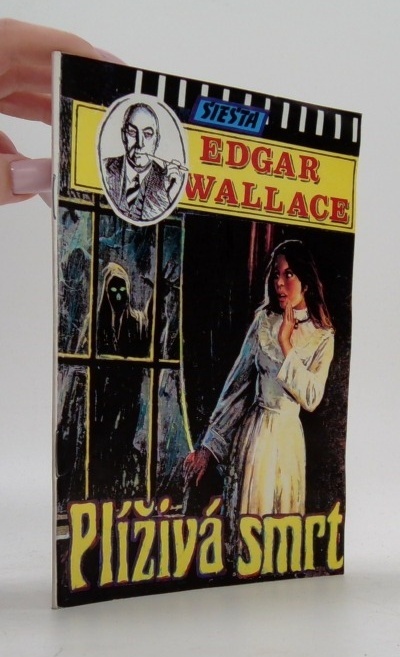 SIESTA
EDGAR
WALLACE
Plíživá smrt